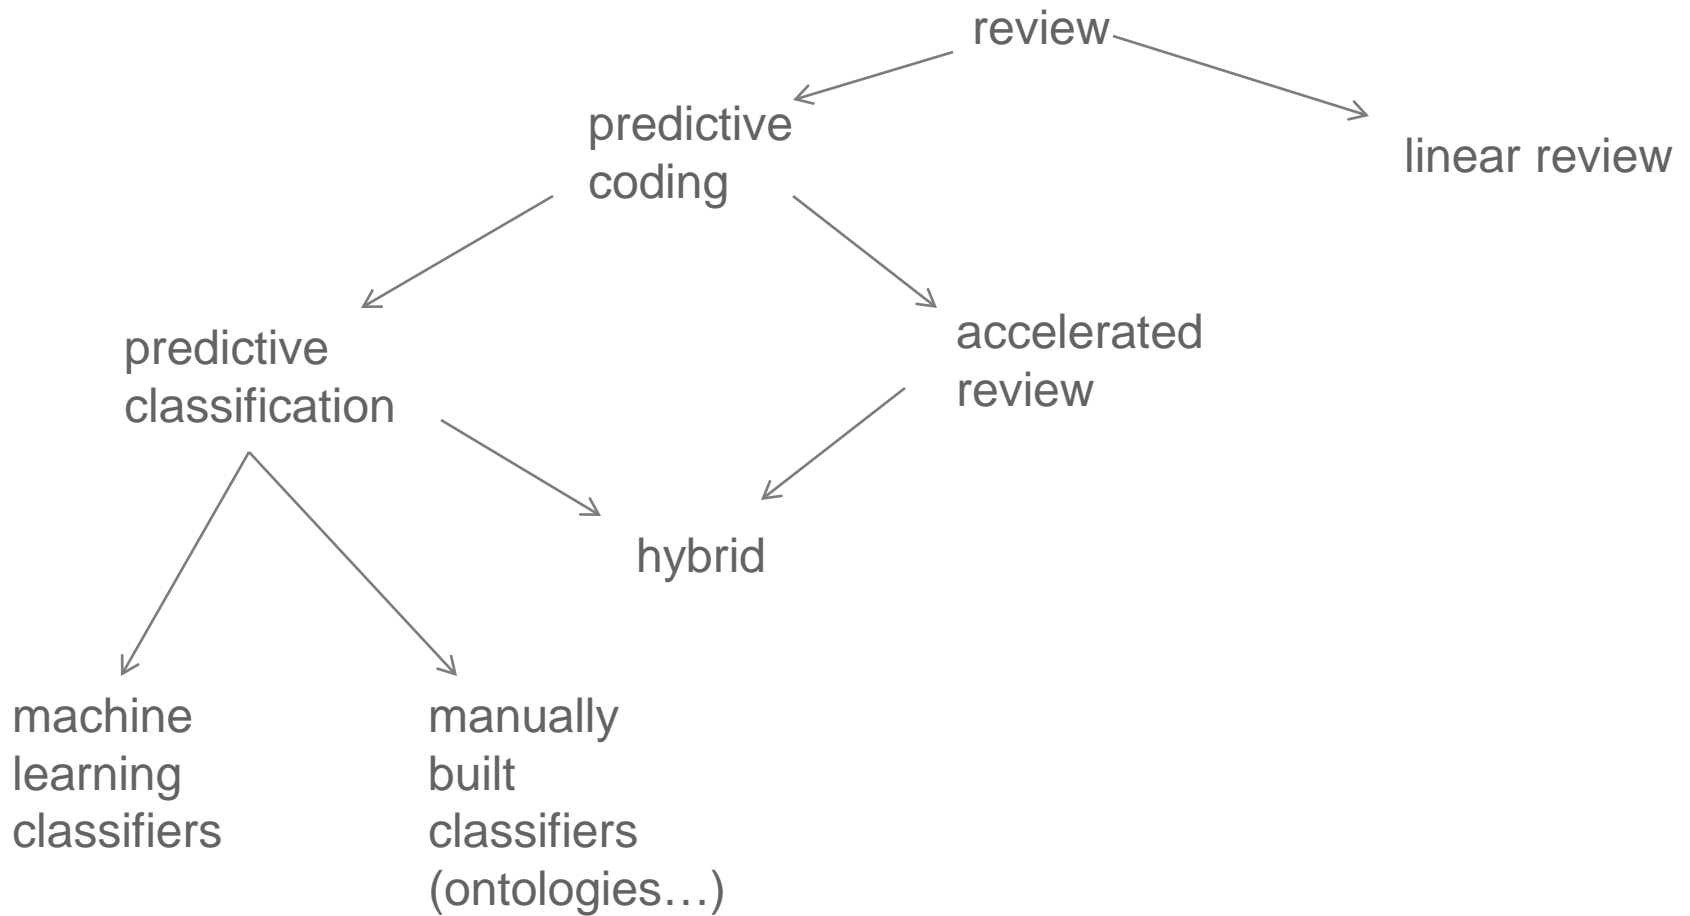 review
predictive
coding
linear review
predictive
classification
accelerated
review
hybrid
machine
learning
classifiers
manually
built
classifiers
(ontologies…)